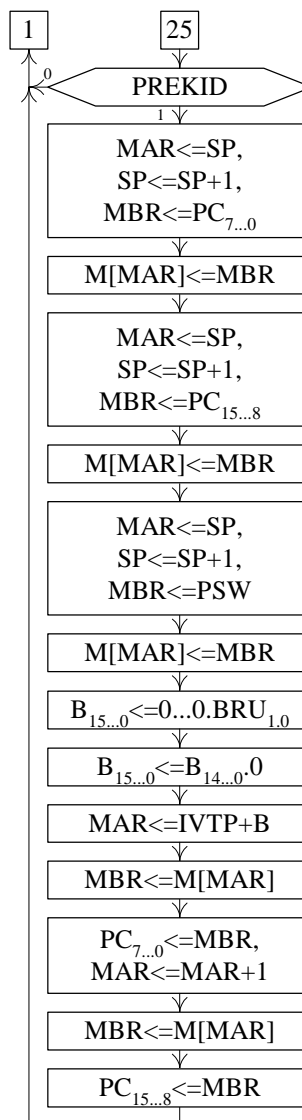 1 25
0
PREKID
1
MAR<=SP,
SP<=SP+1,
MBR<=PC7...0
M[MAR]<=MBR
MAR<=SP,
SP<=SP+1,
MBR<=PC15...8
M[MAR]<=MBR
MAR<=SP,
SP<=SP+1,
MBR<=PSW
M[MAR]<=MBR
B15...0<=0...0.BRU1.0
B15...0<=B14...0.0
MAR<=IVTP+B
MBR<=M[MAR]
PC7...0<=MBR,
MAR<=MAR+1
MBR<=M[MAR]
PC15...8<=MBR